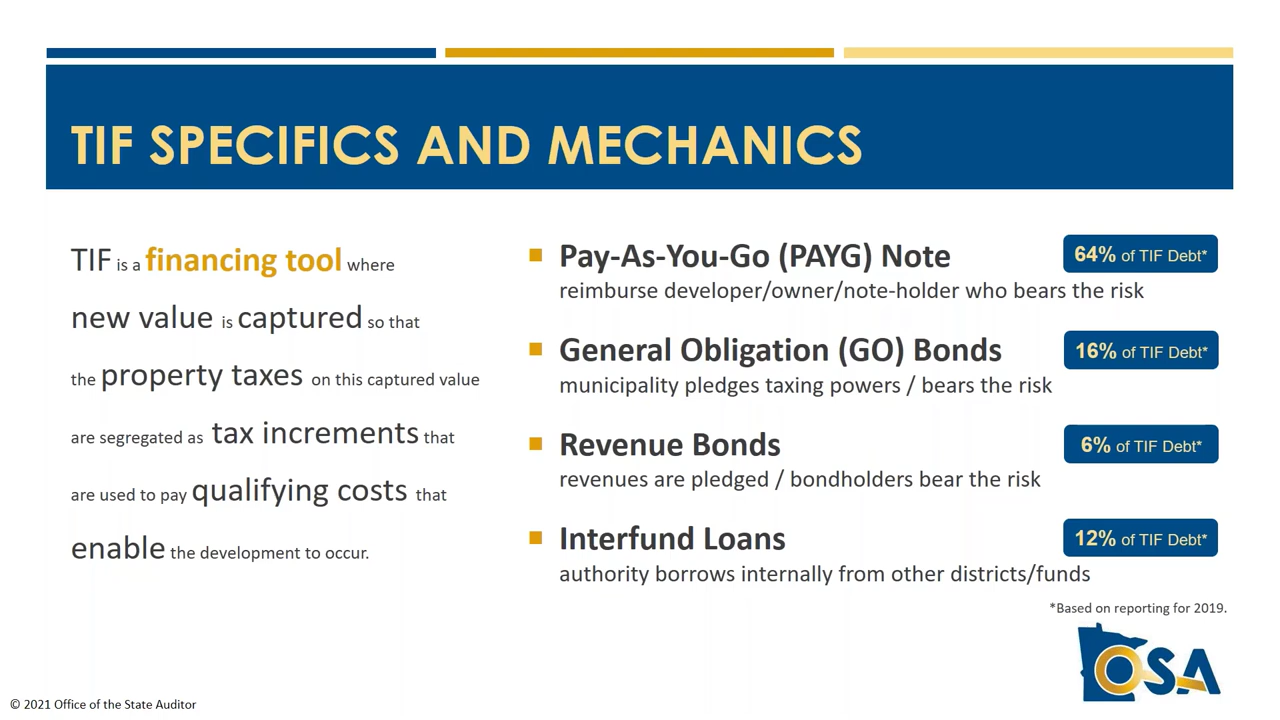 TIF SPECIFICS AND MECHANICS
TIF is a financing tool where
new value is captured so that
the property taxes on this captured value
are segregated as tax increments that
are used to pay qualifying costs that
enable the development to occur.
Pay-As-You-Go (PAYG) Note
64% of TIF Debt*
reimburse developer/owner/note-holder who bears the risk
General Obligation (GO) Bonds
16% of TIF Debt*
municipality pledges taxing powers / bears the risk
Revenue Bonds
6% of TIF Debt*
revenues are pledged / bondholders bear the risk
Interfund Loans
12% of TIF Debt*
authority borrows internally from other districts/funds
*Based on reporting for 2019.
OSA
© 2021 Office of the State Auditor